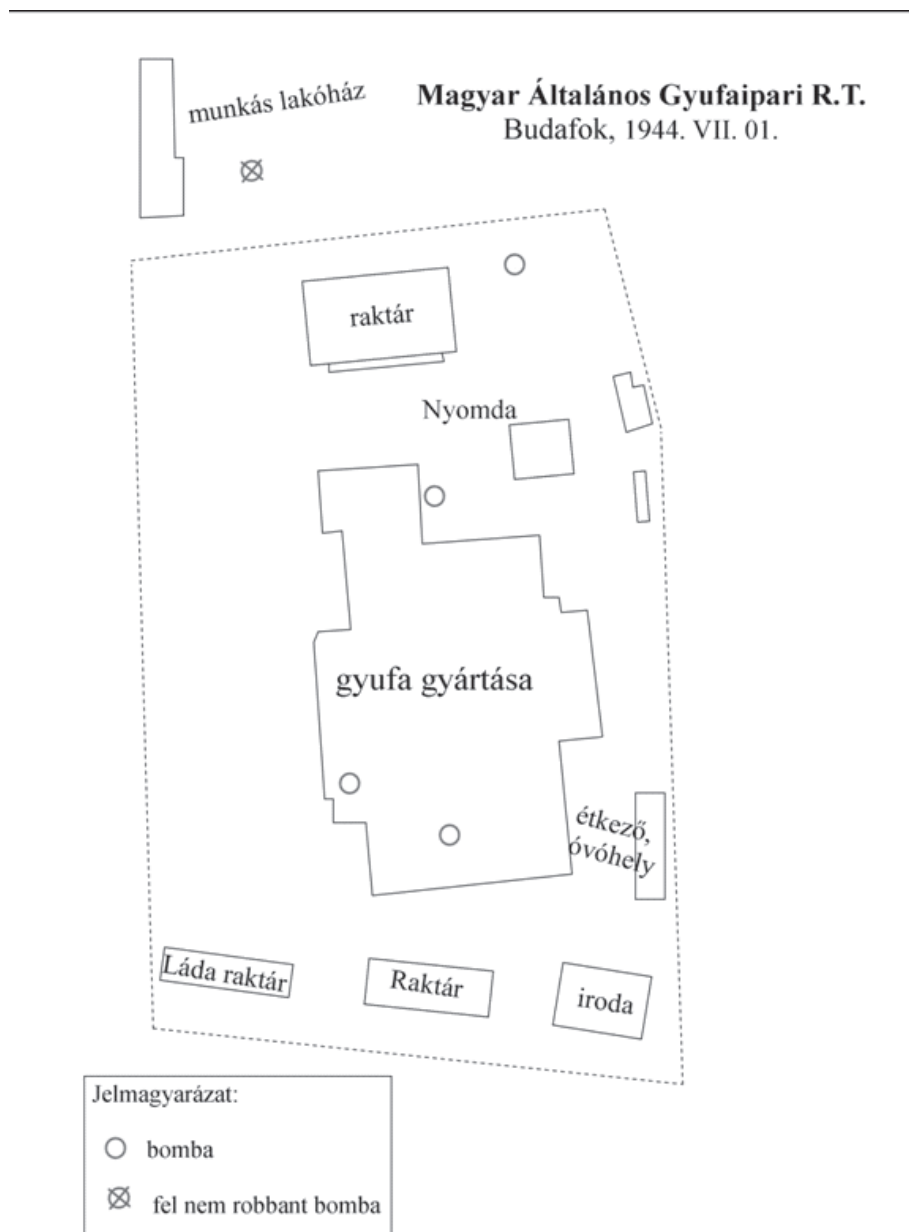 munkás lakóház
Magyar Általános Gyufaipari R.T.
Budafok, 1944. VII. 01.
raktár
Nyomda
gyufa gyártása
étkező,
óvóhely
Láda raktár
Raktár
iroda
Jelmagyarázat:
bomba
fel nem robbant bomba